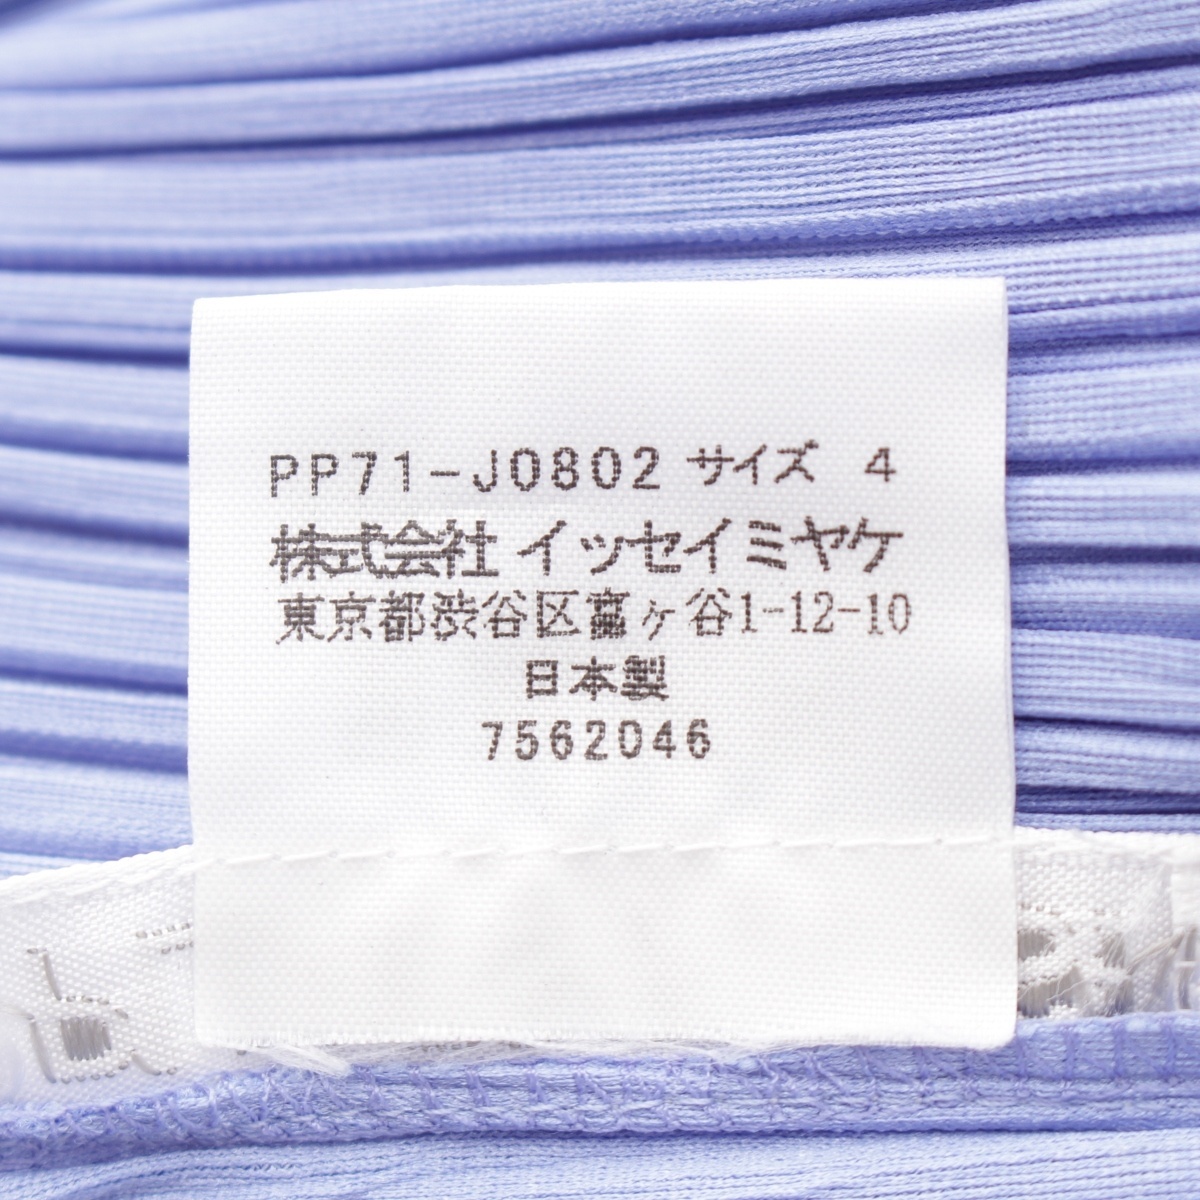 PP71-J0802 サイズ 4
株式会社 イッセイミヤケ
東京都渋谷区富ヶ谷1-12-10
日本製
7562046